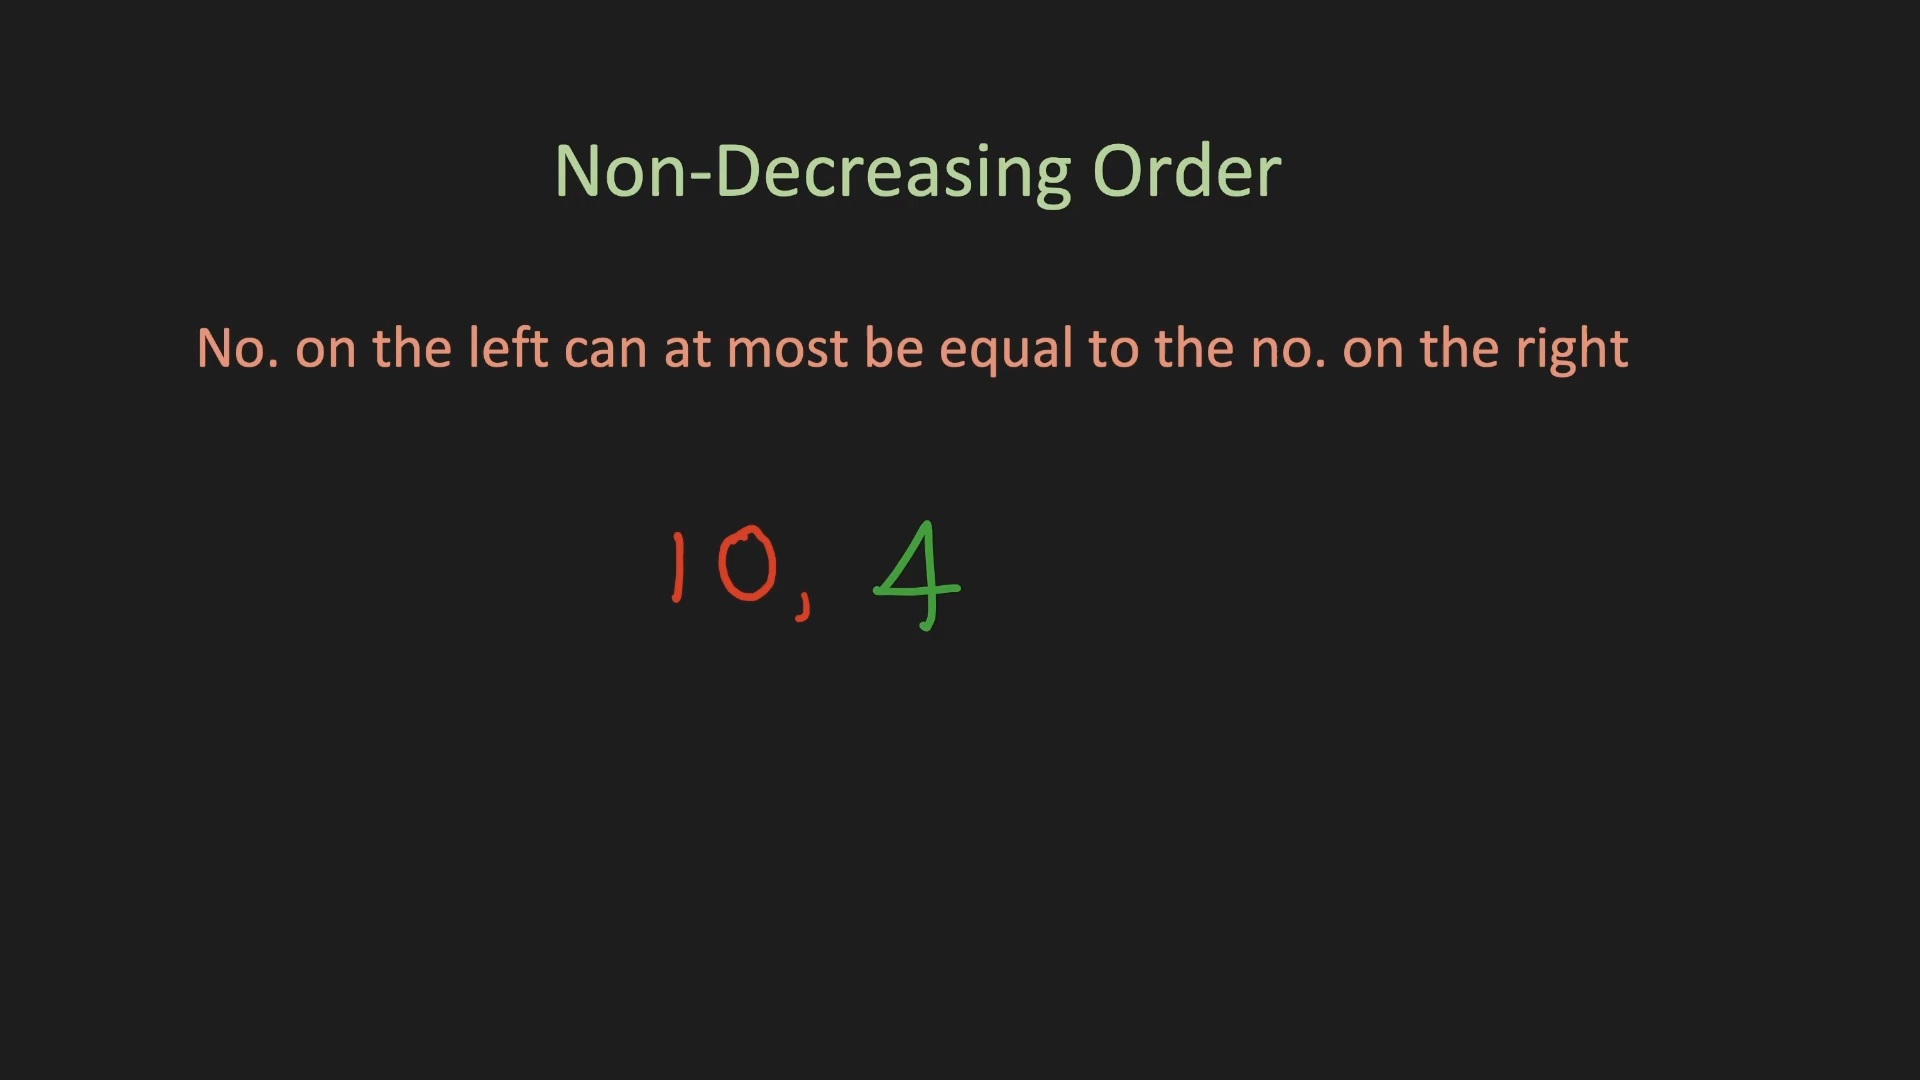 Non-Decreasing Order
No. on the left can at most be equal to the no. on the right
10, 4